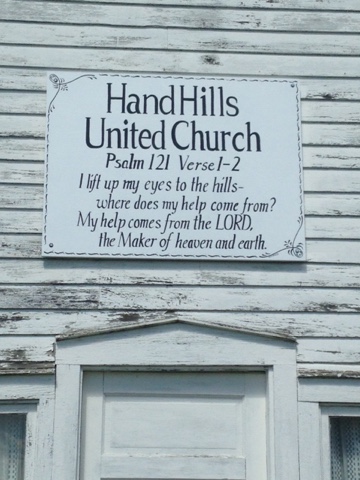 Hand Hills
United Church
Psalm 121 Verse 1-2
I lift up my eyes to the hills-
where does my help come from?
My help comes from the LORD,
the Maker of heaven and earth.